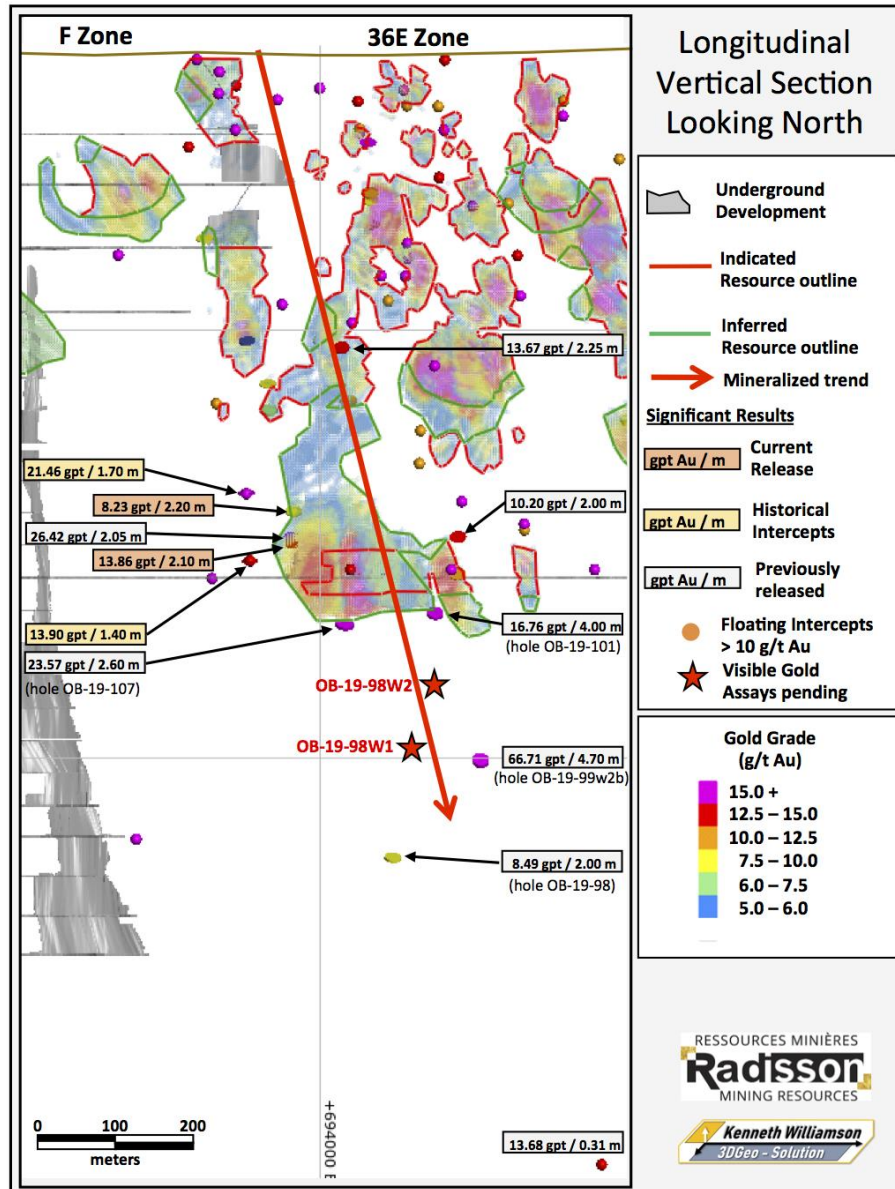 F Zone
36E Zone
13.67 gpt / 2.25 m
21.46 gpt / 1.70 m
8.23 gpt / 2.20 m
10.20 gpt / 2.00 m
26.42 gpt / 2.05 m
13.86 gpt / 2.10 m
13.90 gpt / 1.40 m
16.76 gpt / 4.00 m
(hole OB-19-101)
23.57 gpt / 2.60 m
(hole OB-19-107)
OB-19-98W2
OB-19-98W1
66.71 gpt / 4.70 m
(hole OB-19-99w2b)
8.49 gpt / 2.00 m
(hole OB-19-98)
0 100 200
meters
+694000 E
13.68 gpt / 0.31 m
Longitudinal
Vertical Section
Looking North
Underground
Development
Indicated
Resource outline
Inferred
Resource outline
Mineralized trend
Significant Results
gpt Au / m
Current
Release
gpt Au / m
Historical
Intercepts
gpt Au / m
Previously
released
Floating Intercepts
> 10 g/t Au
Visible Gold
Assays pending
Gold Grade
(g/t Au)
15.0 +
12.5 – 15.0
10.0 – 12.5
7.5 – 10.0
6.0 – 7.5
5.0 – 6.0
RESSOURCES MINIÈRES
Radisson
MINING RESOURCES
Kenneth Williamson
3DGeo - Solution